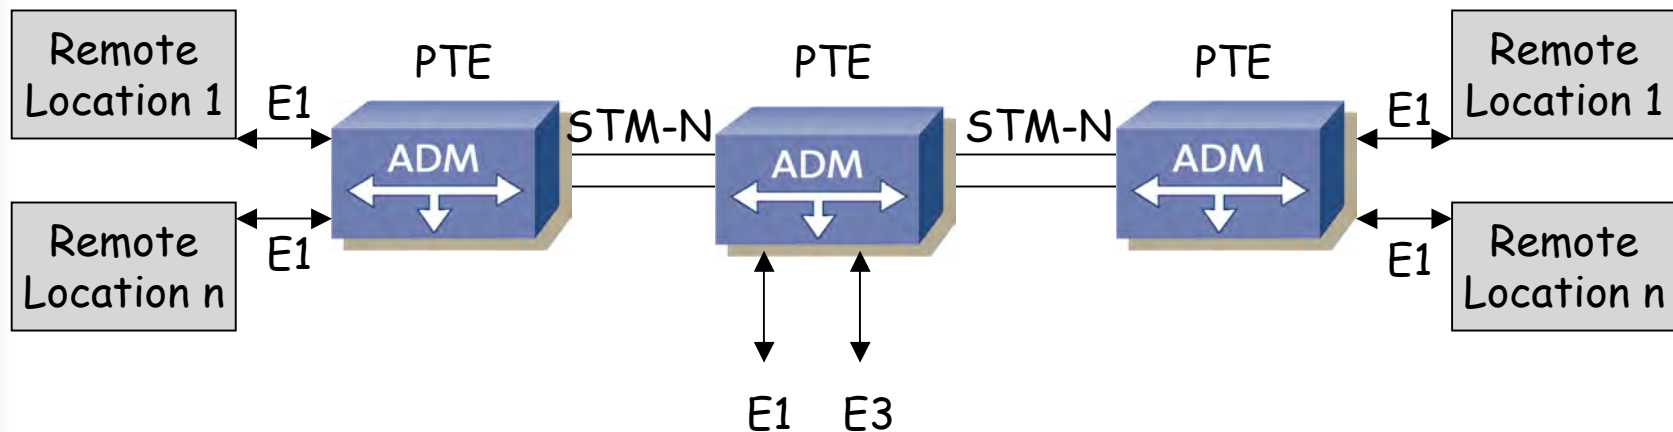 Remote
Location 1
E1
PTE
STM-N
PTE
STM-N
PTE
E1
Remote
Location 1
ADM
ADM
ADM
Remote
Location n
E1
E1
Remote
Location n
E1
E3